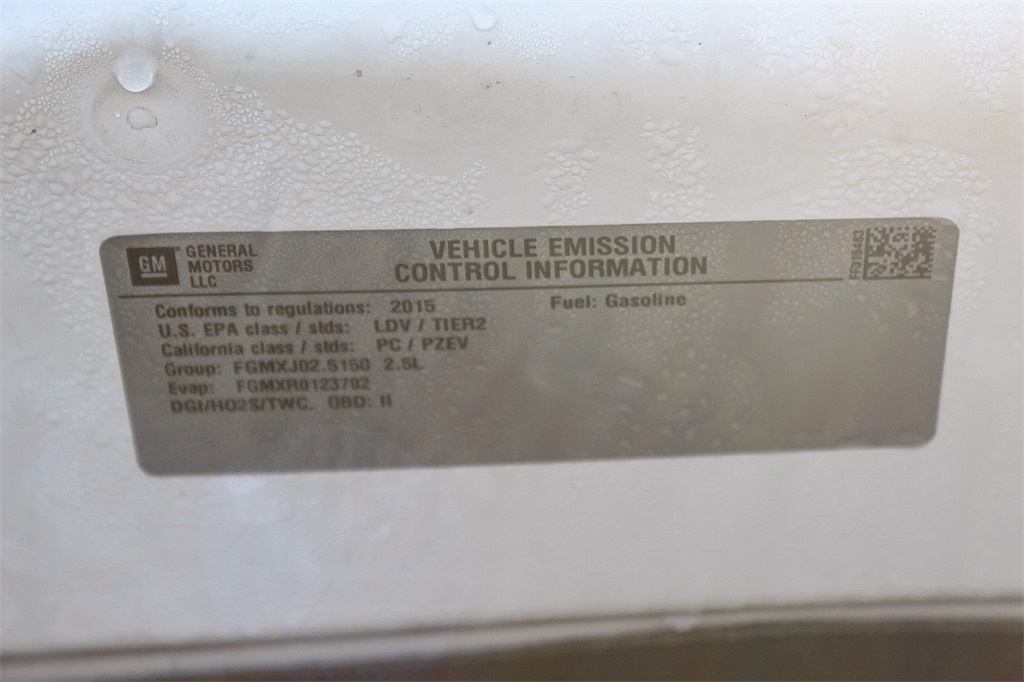 GM GENERAL MOTORS LLC
VEHICLE EMISSION
CONTROL INFORMATION
Conforms to regulations: 2015 Fuel: Gasoline
U.S. EPA class / stds: LDV / TIER2
California class / stds: PC / PZEV
Group: FGMXJ02.5150 2.5L
Evap: FGMXR0123702
DGI/HO2S/TWC, OBD: II